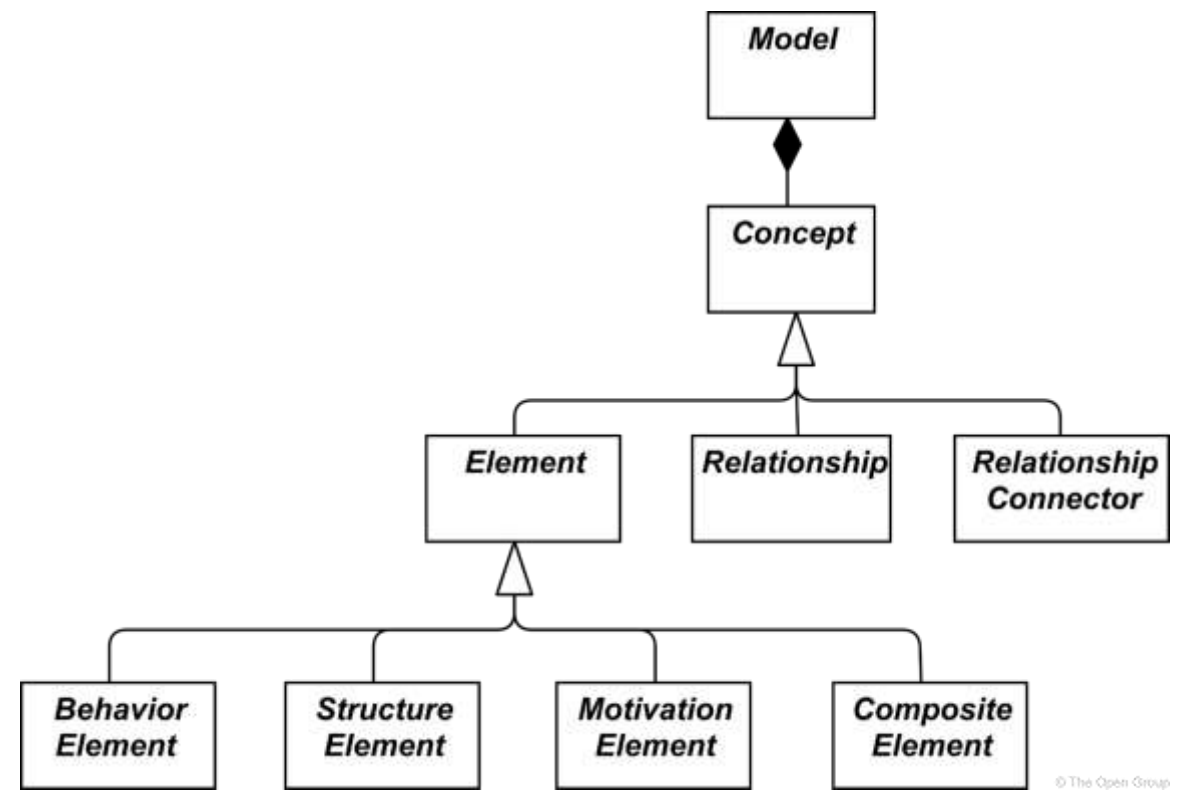 Model
Concept
Element
Relationship
Relationship
Connector
Behavior
Element
Structure
Element
Motivation
Element
Composite
Element
© The Open Group